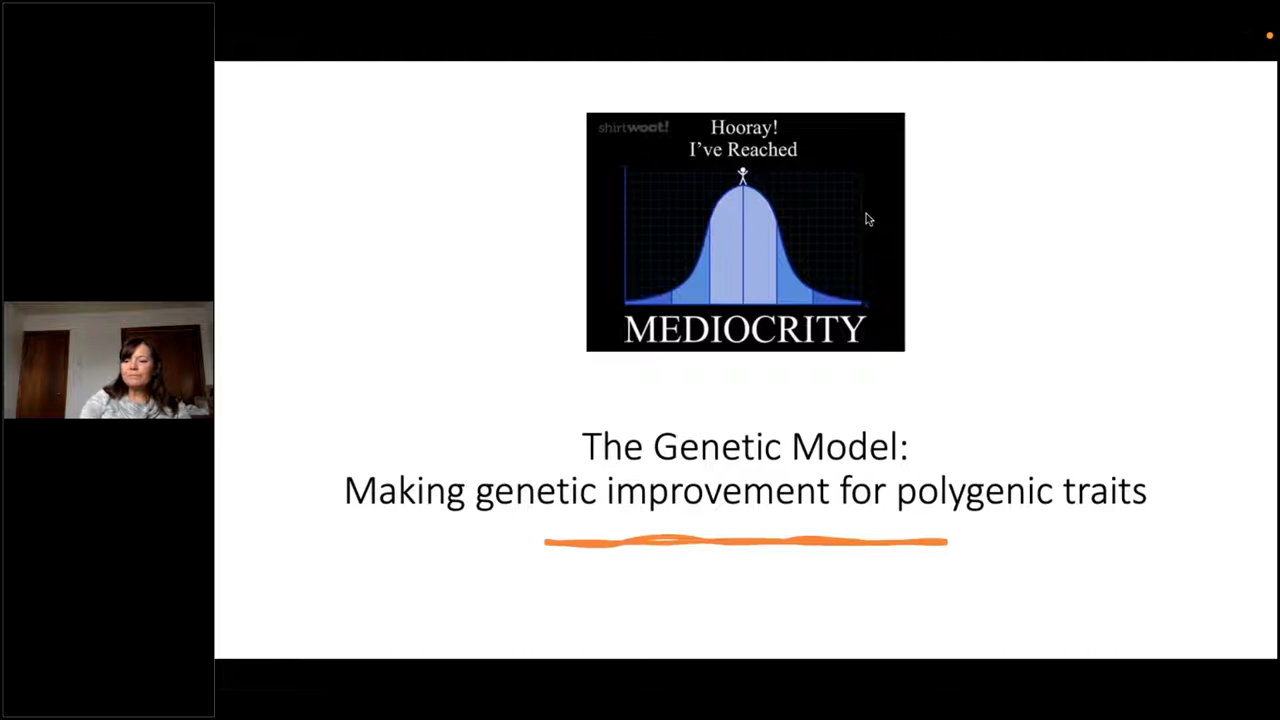 shirtwoot!
Hooray!
I've Reached
MEDIOCRITY
The Genetic Model:
Making genetic improvement for polygenic traits